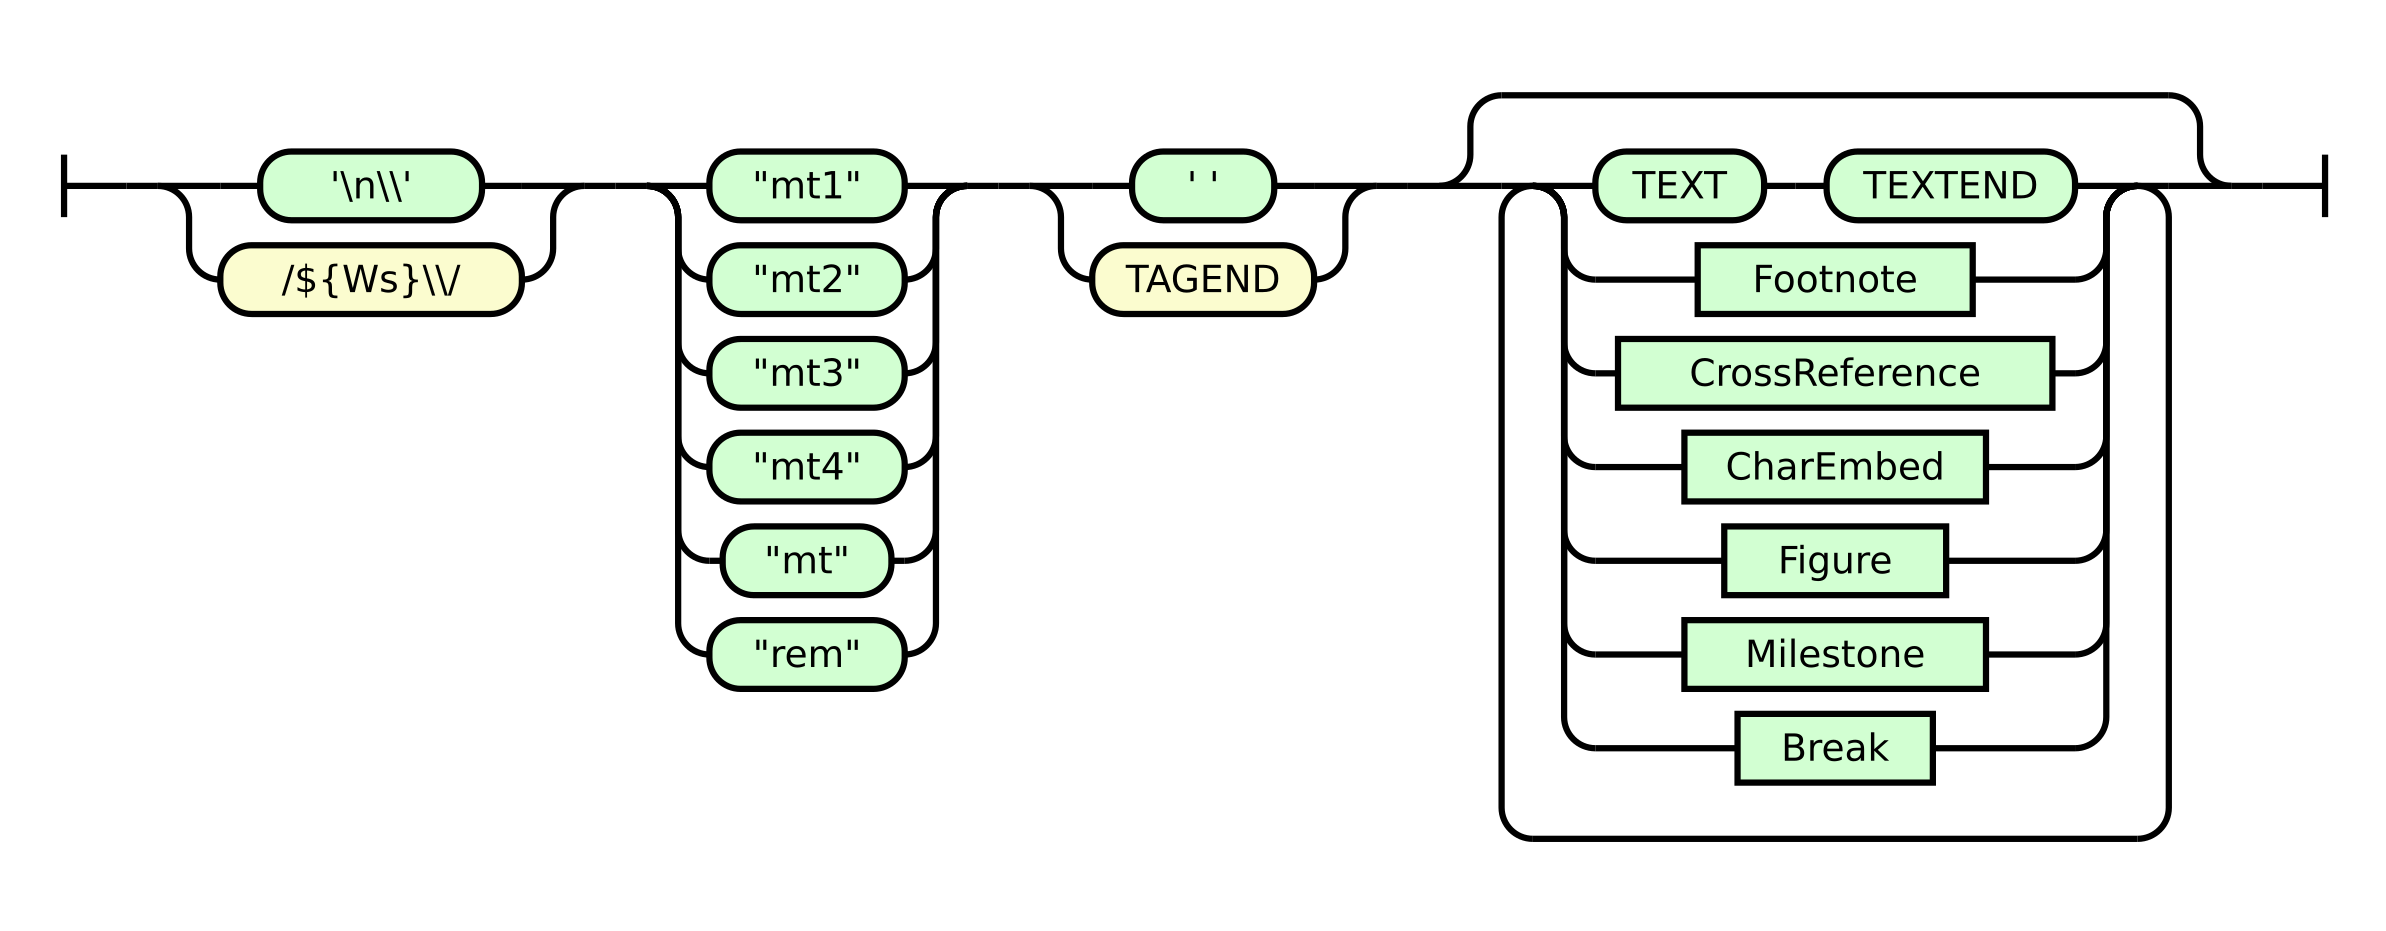 '\n\\'
/${Ws}\\/
"mt1"
"mt2"
"mt3"
"mt4"
"mt"
"rem"
' '
TAGEND
TEXT
TEXTEND
Footnote
CrossReference
CharEmbed
Figure
Milestone
Break